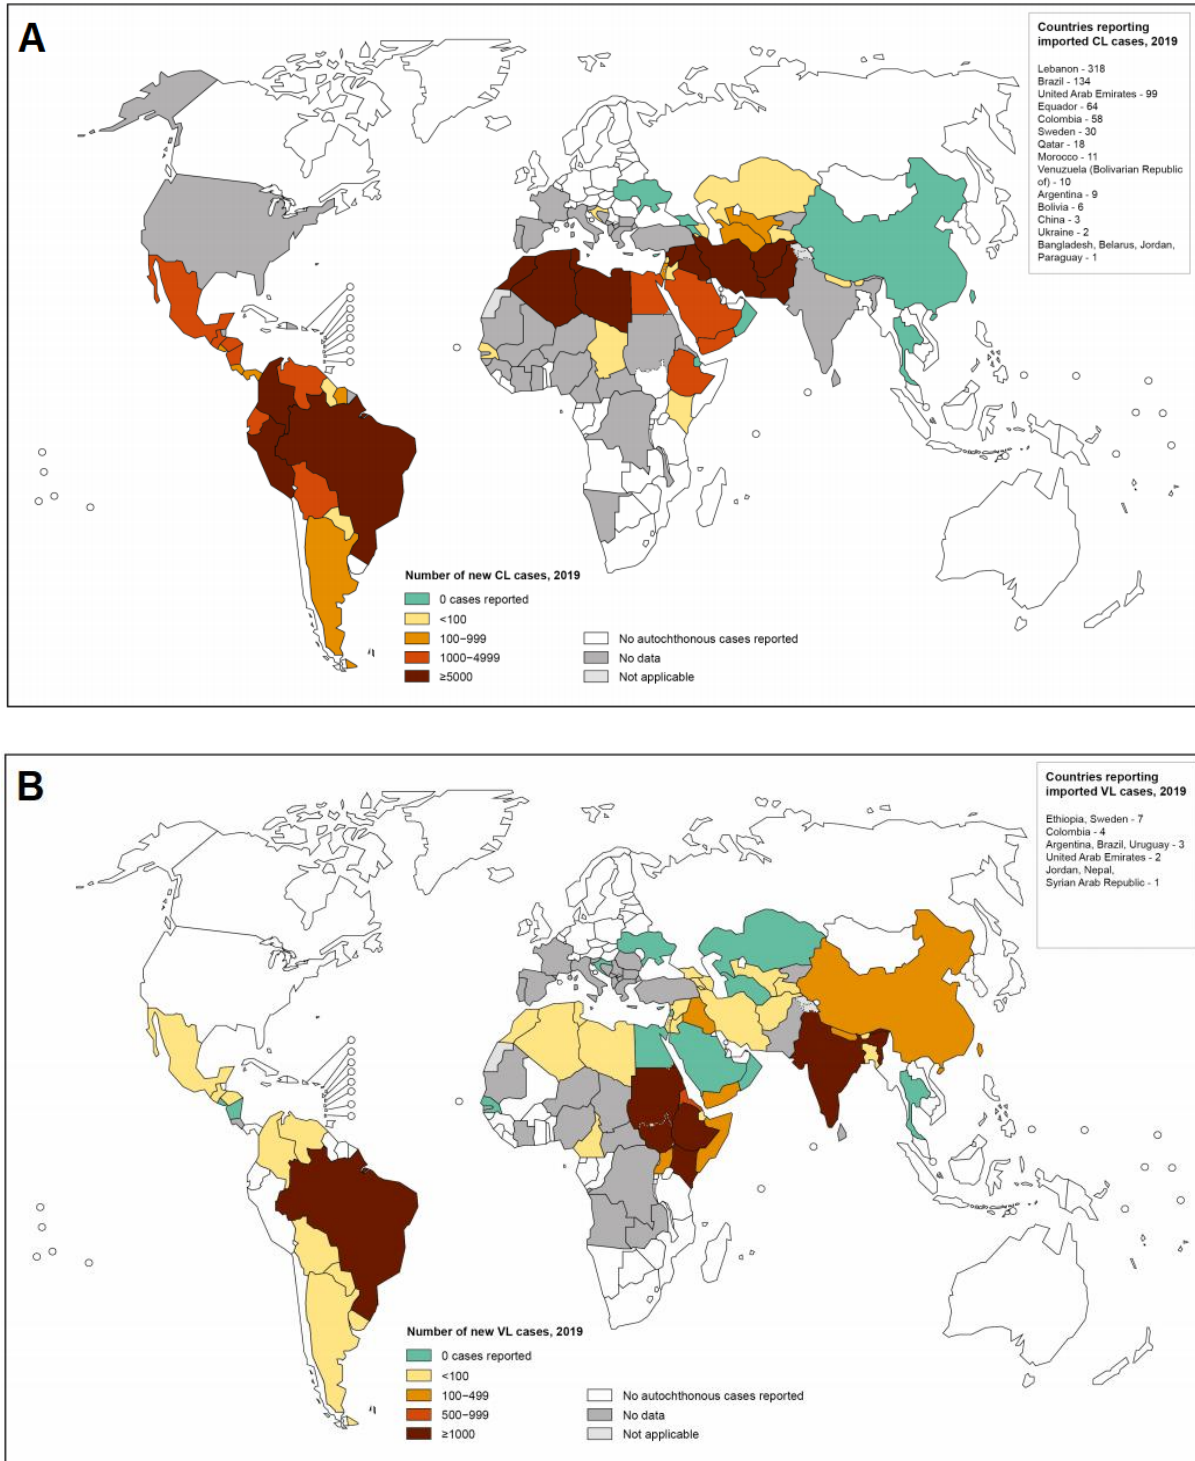 A
Countries reporting
imported CL cases, 2019
Lebanon - 318
Brazil - 134
United Arab Emirates - 99
Equador - 64
Colombia - 58
Sweden - 30
Qatar - 18
Morocco - 11
Venuzuela (Bolivarian Republic
of) - 10
Argentina - 9
Bolivia - 6
China - 3
Ukraine - 2
Bangladesh, Belarus, Jordan,
Paraguay - 1
Number of new CL cases, 2019
0 cases reported
<100
100–999
1000–4999
≥5000
No autochthonous cases reported
No data
Not applicable
B
Countries reporting
imported VL cases, 2019
Ethiopia, Sweden - 7
Colombia - 4
Argentina, Brazil, Uruguay - 3
United Arab Emirates - 2
Jordan, Nepal,
Syrian Arab Republic - 1
Number of new VL cases, 2019
0 cases reported
<100
100–499
500–999
≥1000
No autochthonous cases reported
No data
Not applicable